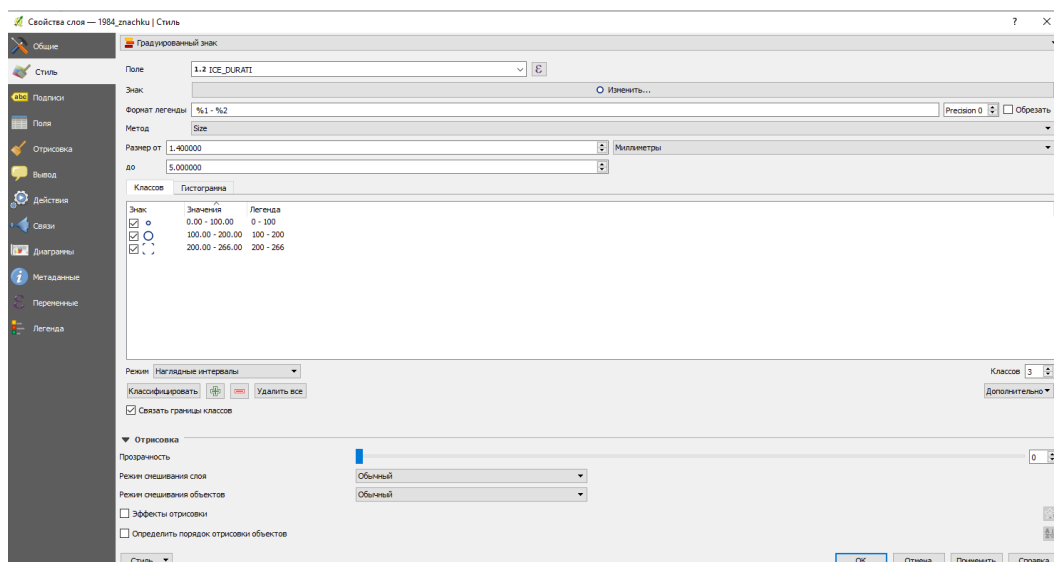 Свойства слоя — 1984_znachku | Стиль ? ×
Общие
Стиль
abc Подписи
Поля
Отрисовка
Вывод
Действия
Связи
Диаграммы
Метаданные
Переменные
Легенда
Градуированный знак
Поле 1.2 ICE_DURATI ε
Знак Изменить...
Формат легенды %1 - %2 Precision 0 Обрезать
Метод Size
Размер от 1.400000 Миллиметры
до 5.000000
Классов Гистограмма
Знак Значения Легенда
0.00 - 100.00 0 - 100
100.00 - 200.00 100 - 200
200.00 - 266.00 200 - 266
Режим Наглядные интервалы Классов 3
Классифицировать Удалить все Дополнительно
Связать границы классов
Отрисовка
Прозрачность 0
Режим смешивания слоя Обычный
Режим смешивания объектов Обычный
Эффекты отрисовки
Определить порядок отрисовки объектов
Стиль OK Отмена Применить Справка